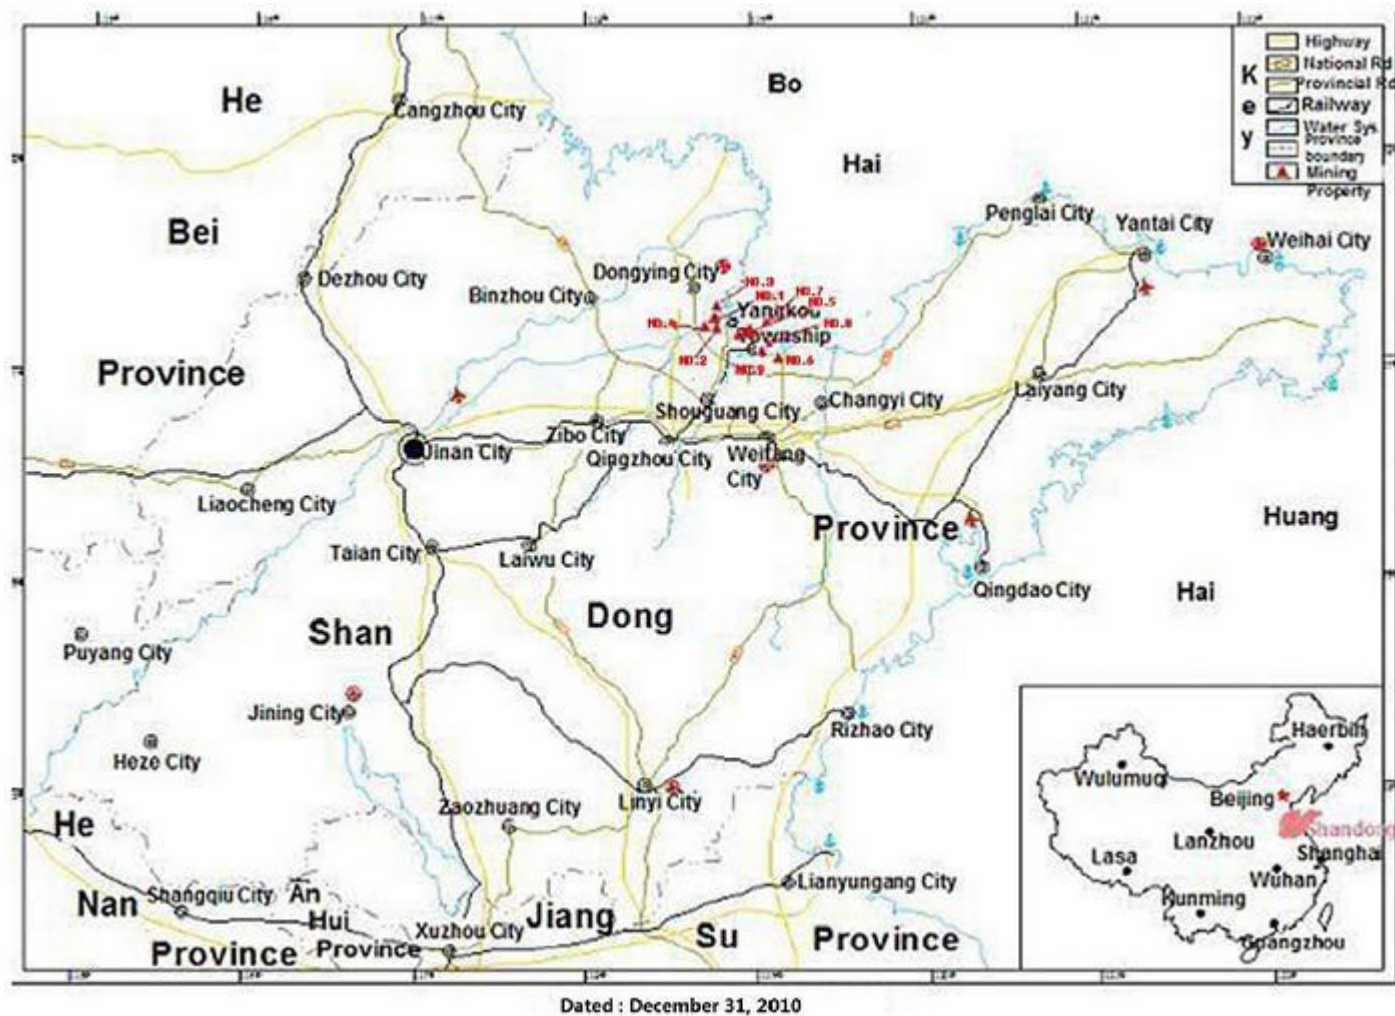 Highway
National Rd
Provincial Rd
Railway
Water Sys
Province
boundary
Mining
Property
K
e
y
Bo
He
Cangzhou City
Hai
Penglai City
Yantai City
Weihai City
Bei
Dezhou City
Dongying City
Binzhou City
NO.3
NO.1
NO.7
NO.5
Yangkou
NO.4
NO.8
Township
NO.2
NO.9
NO.6
Province
Laiyang City
Shouguang City
Changyi City
Zibo City
Jinan City
Qingzhou City
Weifang
City
Liaocheng City
Province
Huang
Taian City
Laiwu City
Qingdao City
Hai
Dong
Shan
Puyang City
Jining City
Rizhao City
Heze City
Haerbin
Wulumuq
Beijing
Linyi City
Zaozhuang City
He
Shandong
Lanzhou
Shanghai
Lasa
Wuhan
Lianyungang City
Kunming
Shangqiu City
An
Nan
Hui
Jiang
Xuzhou City
Su
Province
Province
Province
Guangzhou
Dated : December 31, 2010